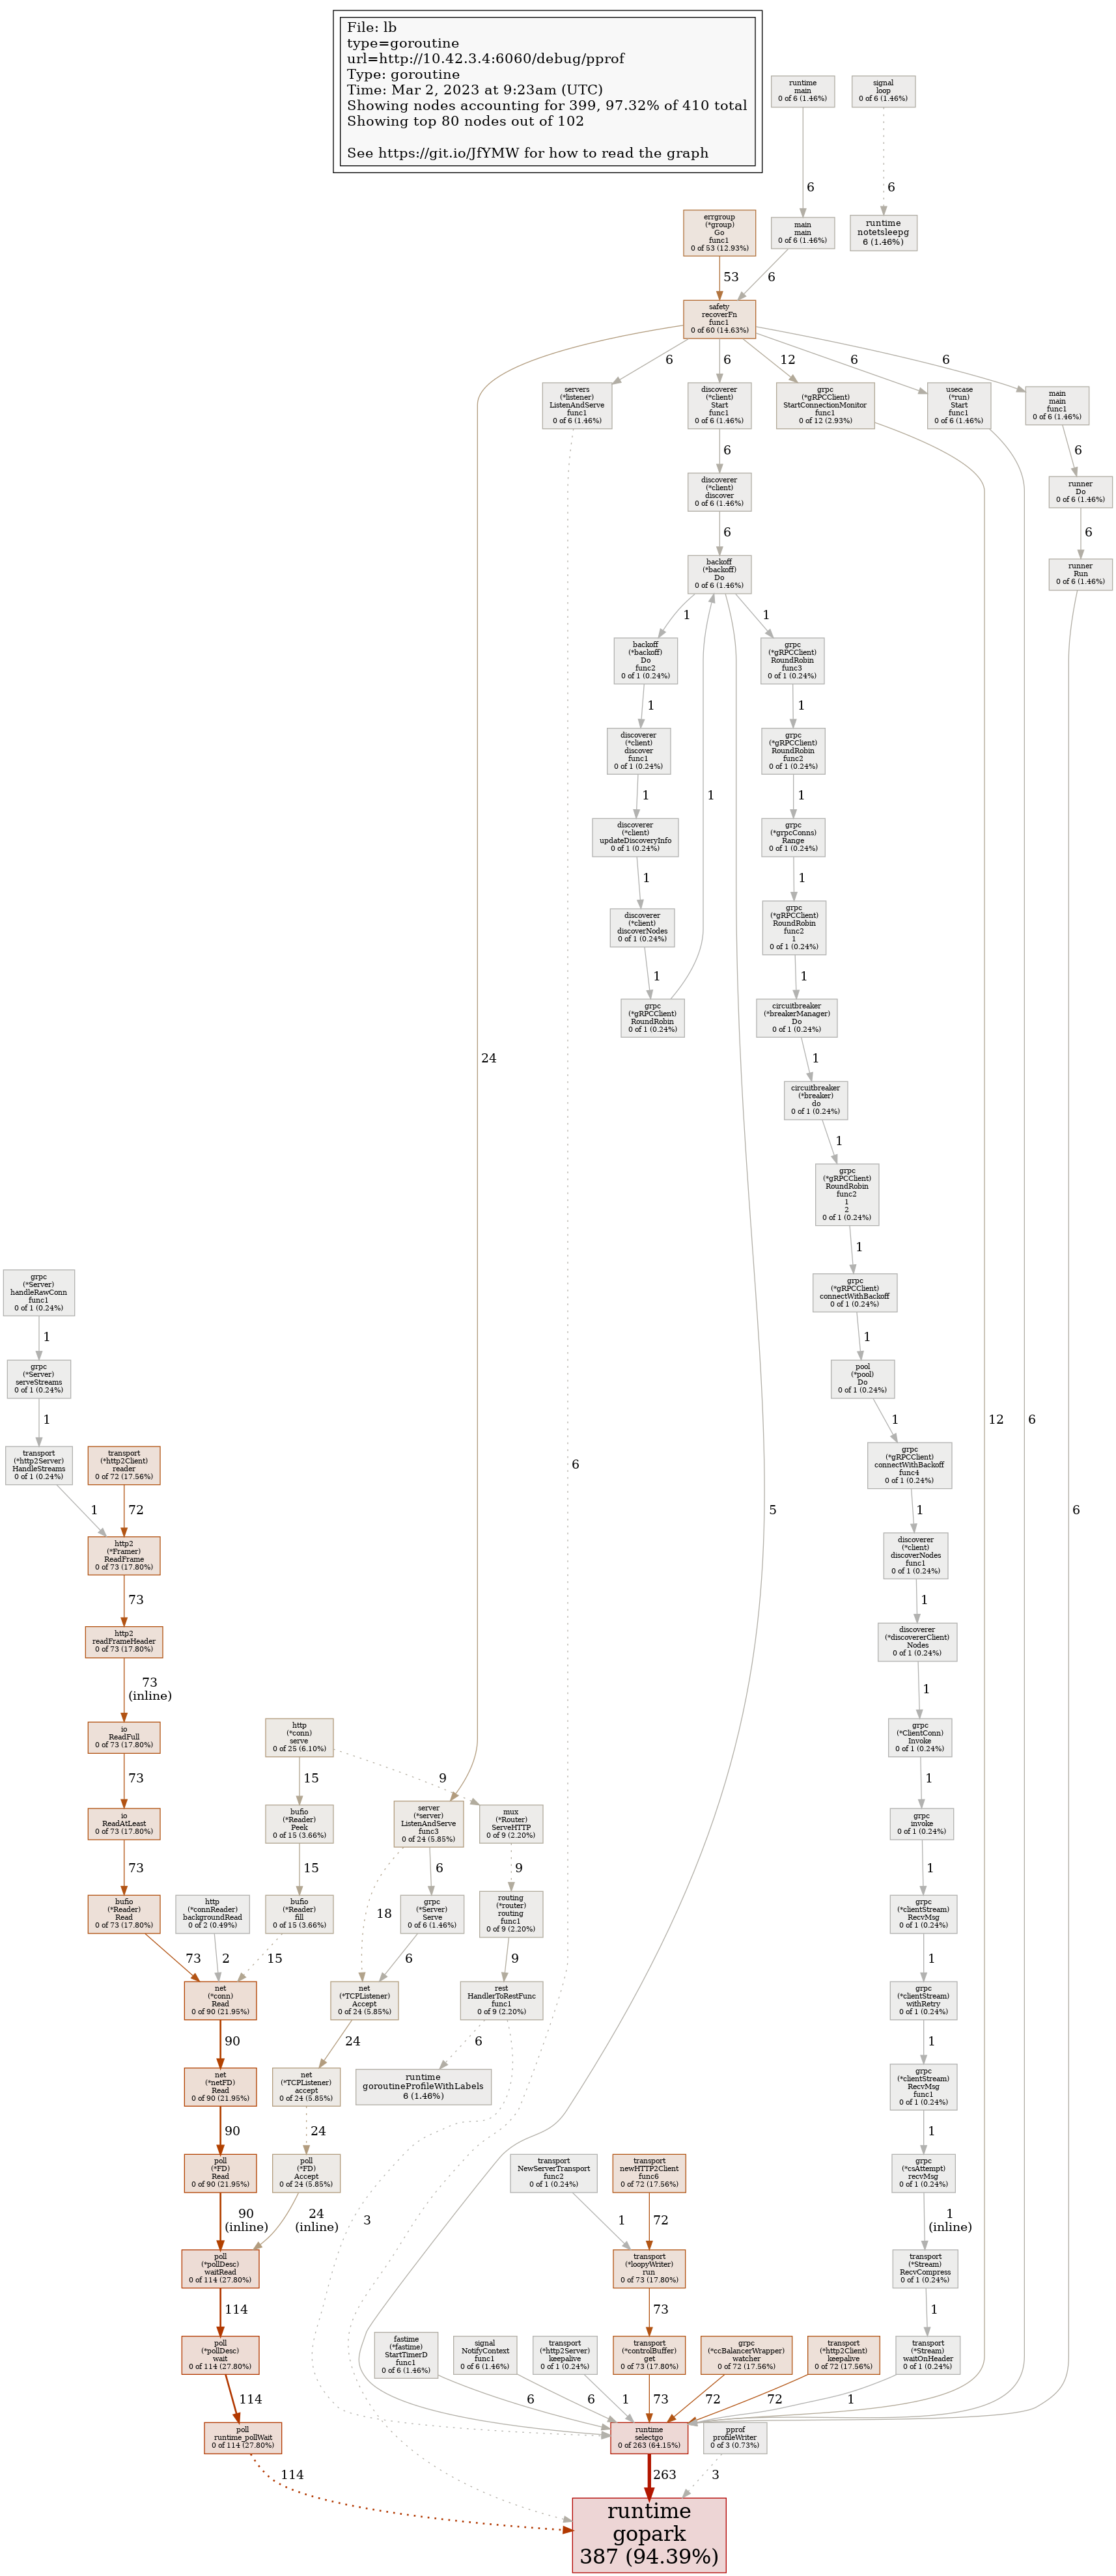 File: lb
type=goroutine
url=http://10.42.3.4:6060/debug/pprof
Type: goroutine
Time: Mar 2, 2023 at 9:23am (UTC)
Showing nodes accounting for 399, 97.32% of 410 total
Showing top 80 nodes out of 102
See https://git.io/JfYMW for how to read the graph
runtime
main
0 of 6 (1.46%)
signal
loop
0 of 6 (1.46%)
6
6
errgroup
(*group)
Go
func1
0 of 53 (12.93%)
main
main
0 of 6 (1.46%)
runtime
notetsleepg
6 (1.46%)
53
6
safety
recoverFn
func1
0 of 60 (14.63%)
6
6
12
6
6
servers
(*listener)
ListenAndServe
func1
0 of 6 (1.46%)
discoverer
(*client)
Start
func1
0 of 6 (1.46%)
grpc
(*gRPCClient)
StartConnectionMonitor
func1
0 of 12 (2.93%)
usecase
(*run)
Start
func1
0 of 6 (1.46%)
main
main
func1
0 of 6 (1.46%)
6
6
discoverer
(*client)
discover
0 of 6 (1.46%)
runner
Do
0 of 6 (1.46%)
6
6
backoff
(*backoff)
Do
0 of 6 (1.46%)
runner
Run
0 of 6 (1.46%)
1
1
backoff
(*backoff)
Do
func2
0 of 1 (0.24%)
grpc
(*gRPCClient)
RoundRobin
func3
0 of 1 (0.24%)
1
1
discoverer
(*client)
discover
func1
0 of 1 (0.24%)
grpc
(*gRPCClient)
RoundRobin
func2
0 of 1 (0.24%)
1
1
1
discoverer
(*client)
updateDiscoveryInfo
0 of 1 (0.24%)
grpc
(*grpcConns)
Range
0 of 1 (0.24%)
1
1
discoverer
(*client)
discoverNodes
0 of 1 (0.24%)
grpc
(*gRPCClient)
RoundRobin
func2
1
0 of 1 (0.24%)
1
1
grpc
(*gRPCClient)
RoundRobin
0 of 1 (0.24%)
circuitbreaker
(*breakerManager)
Do
0 of 1 (0.24%)
24
1
circuitbreaker
(*breaker)
do
0 of 1 (0.24%)
1
grpc
(*gRPCClient)
RoundRobin
func2
1
2
0 of 1 (0.24%)
1
grpc
(*Server)
handleRawConn
func1
0 of 1 (0.24%)
grpc
(*gRPCClient)
connectWithBackoff
0 of 1 (0.24%)
1
1
grpc
(*Server)
serveStreams
0 of 1 (0.24%)
pool
(*pool)
Do
0 of 1 (0.24%)
1
1
12
6
transport
(*http2Server)
HandleStreams
0 of 1 (0.24%)
transport
(*http2Client)
reader
0 of 72 (17.56%)
6
grpc
(*gRPCClient)
connectWithBackoff
func4
0 of 1 (0.24%)
1
72
5
1
6
http2
(*Framer)
ReadFrame
0 of 73 (17.80%)
discoverer
(*client)
discoverNodes
func1
0 of 1 (0.24%)
73
1
http2
readFrameHeader
0 of 73 (17.80%)
discoverer
(*discovererClient)
Nodes
0 of 1 (0.24%)
73
(inline)
1
io
ReadFull
0 of 73 (17.80%)
http
(*conn)
serve
0 of 25 (6.10%)
grpc
(*ClientConn)
Invoke
0 of 1 (0.24%)
73
15
9
1
io
ReadAtLeast
0 of 73 (17.80%)
bufio
(*Reader)
Peek
0 of 15 (3.66%)
server
(*server)
ListenAndServe
func3
0 of 24 (5.85%)
mux
(*Router)
ServeHTTP
0 of 9 (2.20%)
grpc
invoke
0 of 1 (0.24%)
73
15
6
9
1
bufio
(*Reader)
Read
0 of 73 (17.80%)
http
(*connReader)
backgroundRead
0 of 2 (0.49%)
bufio
(*Reader)
fill
0 of 15 (3.66%)
18
grpc
(*Server)
Serve
0 of 6 (1.46%)
routing
(*router)
routing
func1
0 of 9 (2.20%)
grpc
(*clientStream)
RecvMsg
0 of 1 (0.24%)
73
2
15
6
9
1
net
(*conn)
Read
0 of 90 (21.95%)
net
(*TCPListener)
Accept
0 of 24 (5.85%)
rest
HandlerToRestFunc
func1
0 of 9 (2.20%)
grpc
(*clientStream)
withRetry
0 of 1 (0.24%)
90
24
6
1
net
(*netFD)
Read
0 of 90 (21.95%)
net
(*TCPListener)
accept
0 of 24 (5.85%)
runtime
goroutineProfileWithLabels
6 (1.46%)
grpc
(*clientStream)
RecvMsg
func1
0 of 1 (0.24%)
90
24
1
poll
(*FD)
Read
0 of 90 (21.95%)
poll
(*FD)
Accept
0 of 24 (5.85%)
transport
NewServerTransport
func2
0 of 1 (0.24%)
transport
newHTTP2Client
func6
0 of 72 (17.56%)
grpc
(*csAttempt)
recvMsg
0 of 1 (0.24%)
90
(inline)
24
(inline)
3
1
72
1
(inline)
poll
(*pollDesc)
waitRead
0 of 114 (27.80%)
transport
(*loopyWriter)
run
0 of 73 (17.80%)
transport
(*Stream)
RecvCompress
0 of 1 (0.24%)
114
73
1
poll
(*pollDesc)
wait
0 of 114 (27.80%)
fastime
(*fastime)
StartTimerD
func1
0 of 6 (1.46%)
signal
NotifyContext
func1
0 of 6 (1.46%)
transport
(*http2Server)
keepalive
0 of 1 (0.24%)
transport
(*controlBuffer)
get
0 of 73 (17.80%)
grpc
(*ccBalancerWrapper)
watcher
0 of 72 (17.56%)
transport
(*http2Client)
keepalive
0 of 72 (17.56%)
transport
(*Stream)
waitOnHeader
0 of 1 (0.24%)
114
6
6
1
73
72
72
1
poll
runtime_pollWait
0 of 114 (27.80%)
runtime
selectgo
0 of 263 (64.15%)
pprof
profileWriter
0 of 3 (0.73%)
114
263
3
runtime
gopark
387 (94.39%)